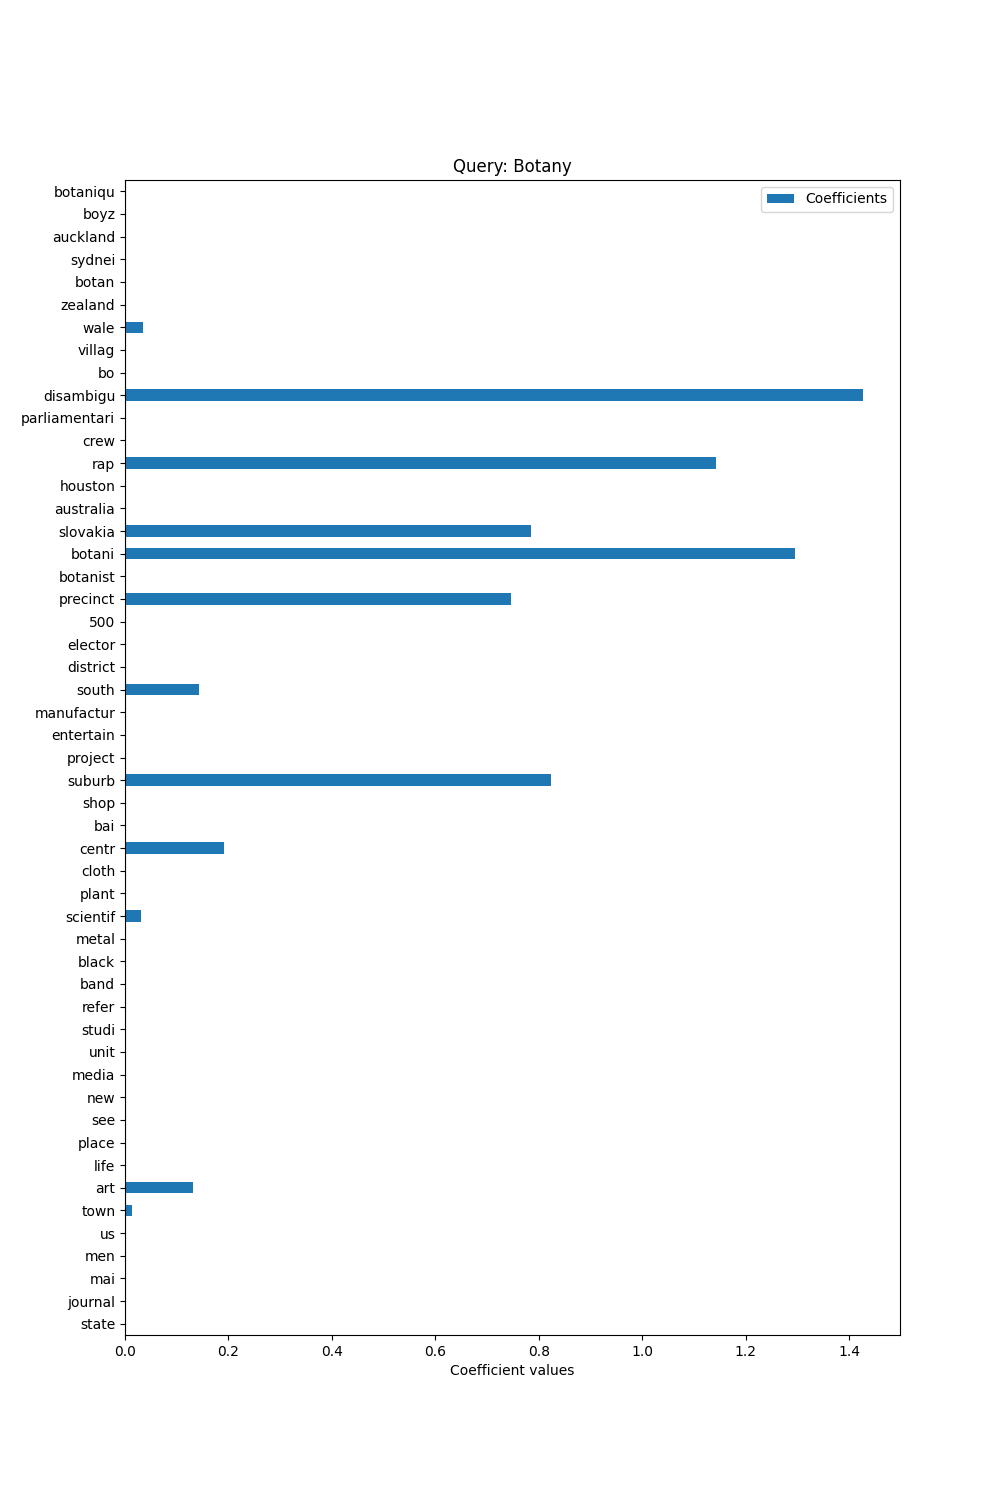 Query: Botany
Coefficients
botaniqu
boyz
auckland
sydnei
botan
zealand
wale
villag
bo
disambigu
parliamentari
crew
rap
houston
australia
slovakia
botani
botanist
precinct
500
elector
district
south
manufactur
entertain
project
suburb
shop
bai
centr
cloth
plant
scientif
metal
black
band
refer
studi
unit
media
new
see
place
life
art
town
us
men
mai
journal
state
0.0 0.2 0.4 0.6 0.8 1.0 1.2 1.4
Coefficient values